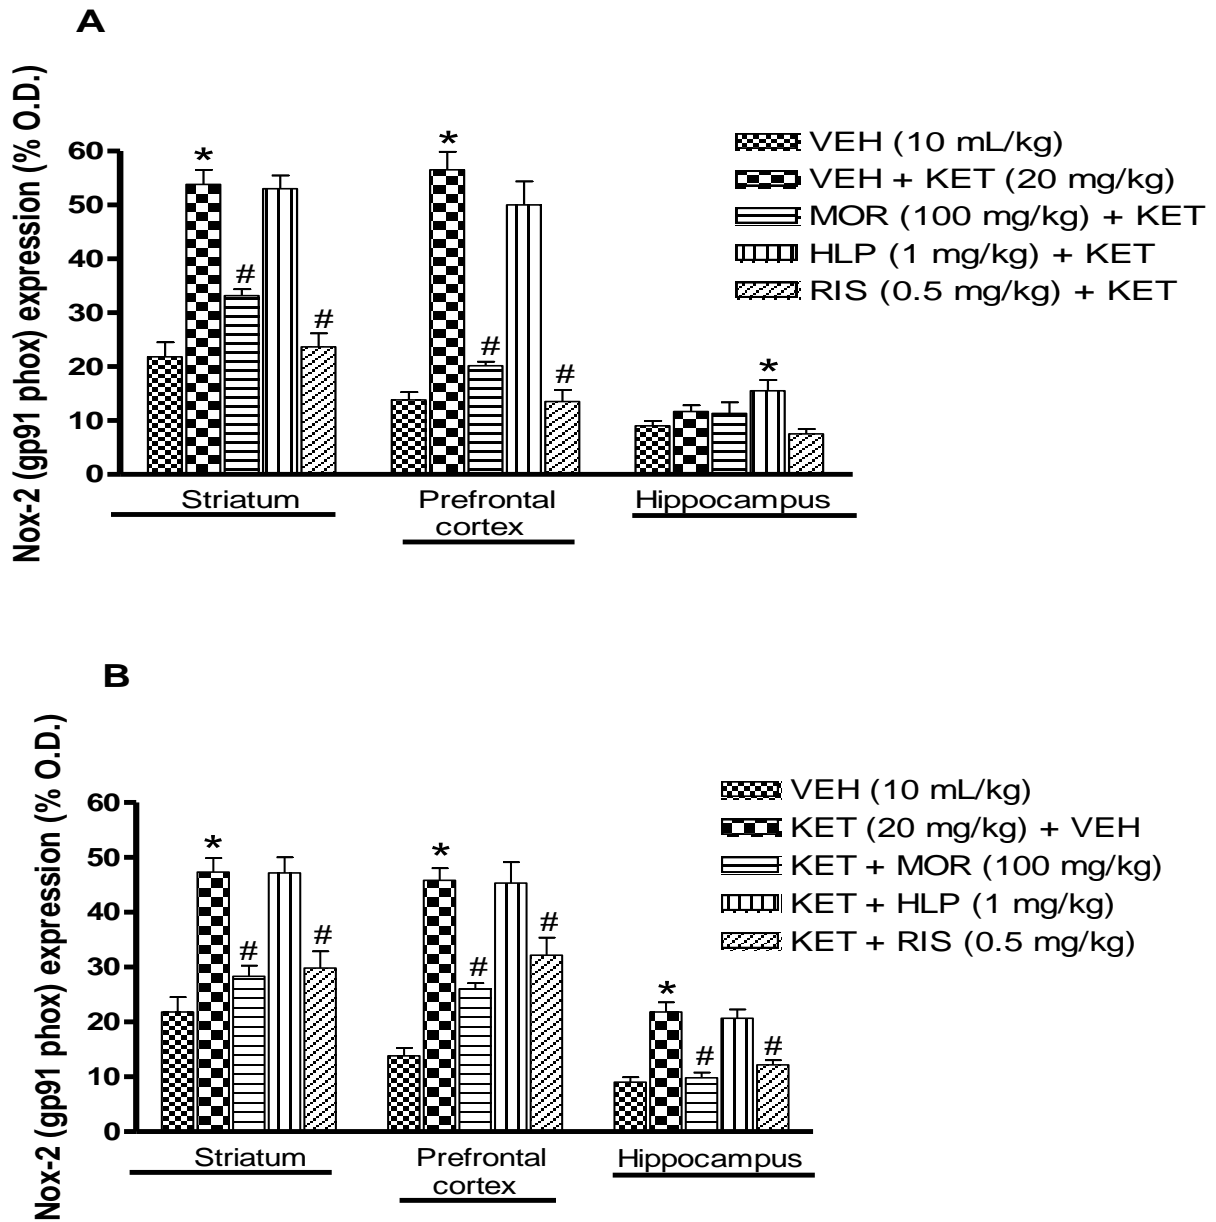 A
Nox-2 (gp91 phox) expression (% O.D.)
60
50
40
30
20
10
0
*
#
#
*
#
#
*
VEH (10 mL/kg)
VEH + KET (20 mg/kg)
MOR (100 mg/kg) + KET
HLP (1 mg/kg) + KET
RIS (0.5 mg/kg) + KET
Striatum
Prefrontal
cortex
Hippocampus
B
Nox-2 (gp91 phox) expression (% O.D.)
60
50
40
30
20
10
0
*
#
#
*
#
#
*
#
#
VEH (10 mL/kg)
KET (20 mg/kg) + VEH
KET + MOR (100 mg/kg)
KET + HLP (1 mg/kg)
KET + RIS (0.5 mg/kg)
Striatum
Prefrontal
cortex
Hippocampus